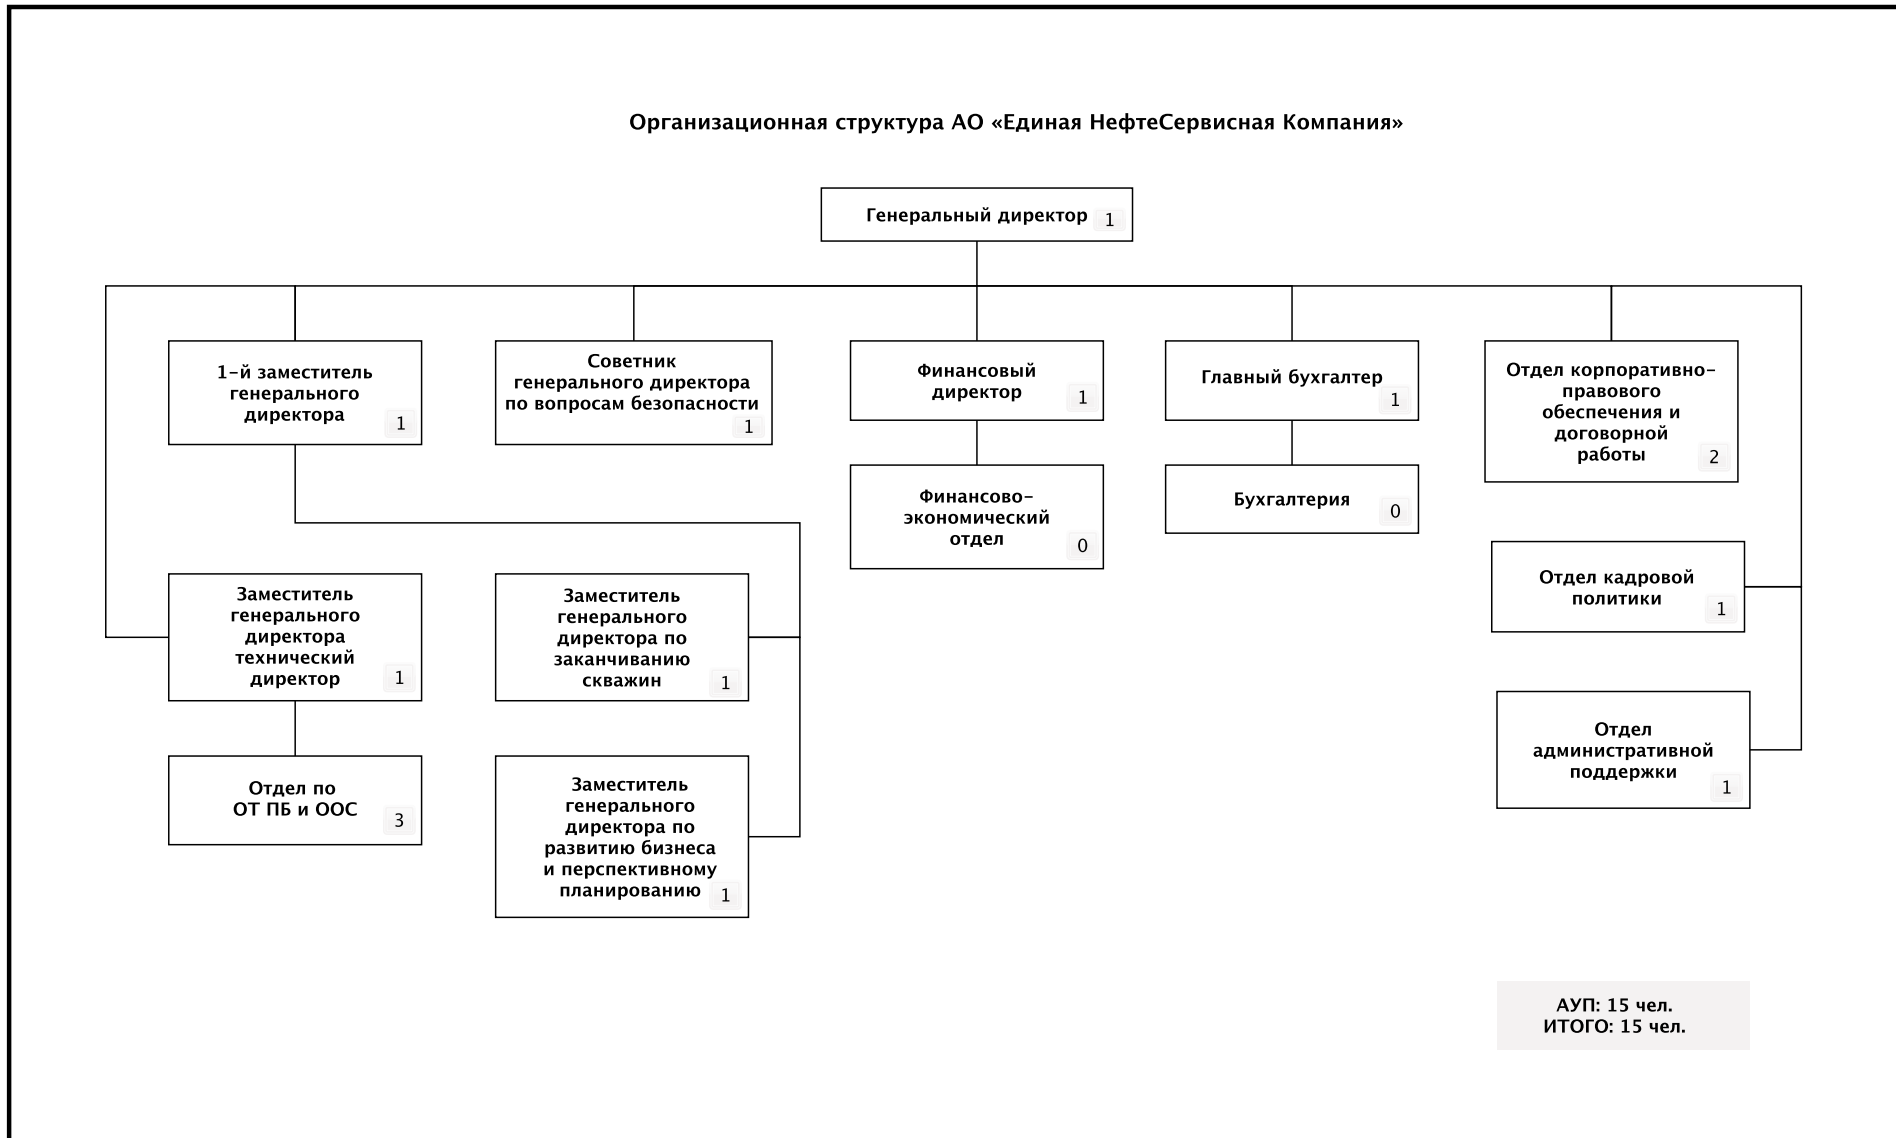 Организационная структура АО «Единая НефтеСервисная Компания»
Генеральный директор 1
1-й заместитель
генерального
директора
1
Советник
генерального директора
по вопросам безопасности
1
Финансовый
директор
1
Главный бухгалтер
1
Отдел корпоративно-
правового
обеспечения и
договорной
работы
2
Финансово-
экономический
отдел
0
Бухгалтерия
0
Отдел кадровой
политики
1
Заместитель
генерального
директора
технический
директор
1
Заместитель
генерального
директора по
заканчиванию
скважин
1
Отдел
административной
поддержки
1
Отдел по
ОТ ПБ и ООС
3
Заместитель
генерального
директора по
развитию бизнеса
и перспективному
планированию
1
АУП: 15 чел.
ИТОГО: 15 чел.